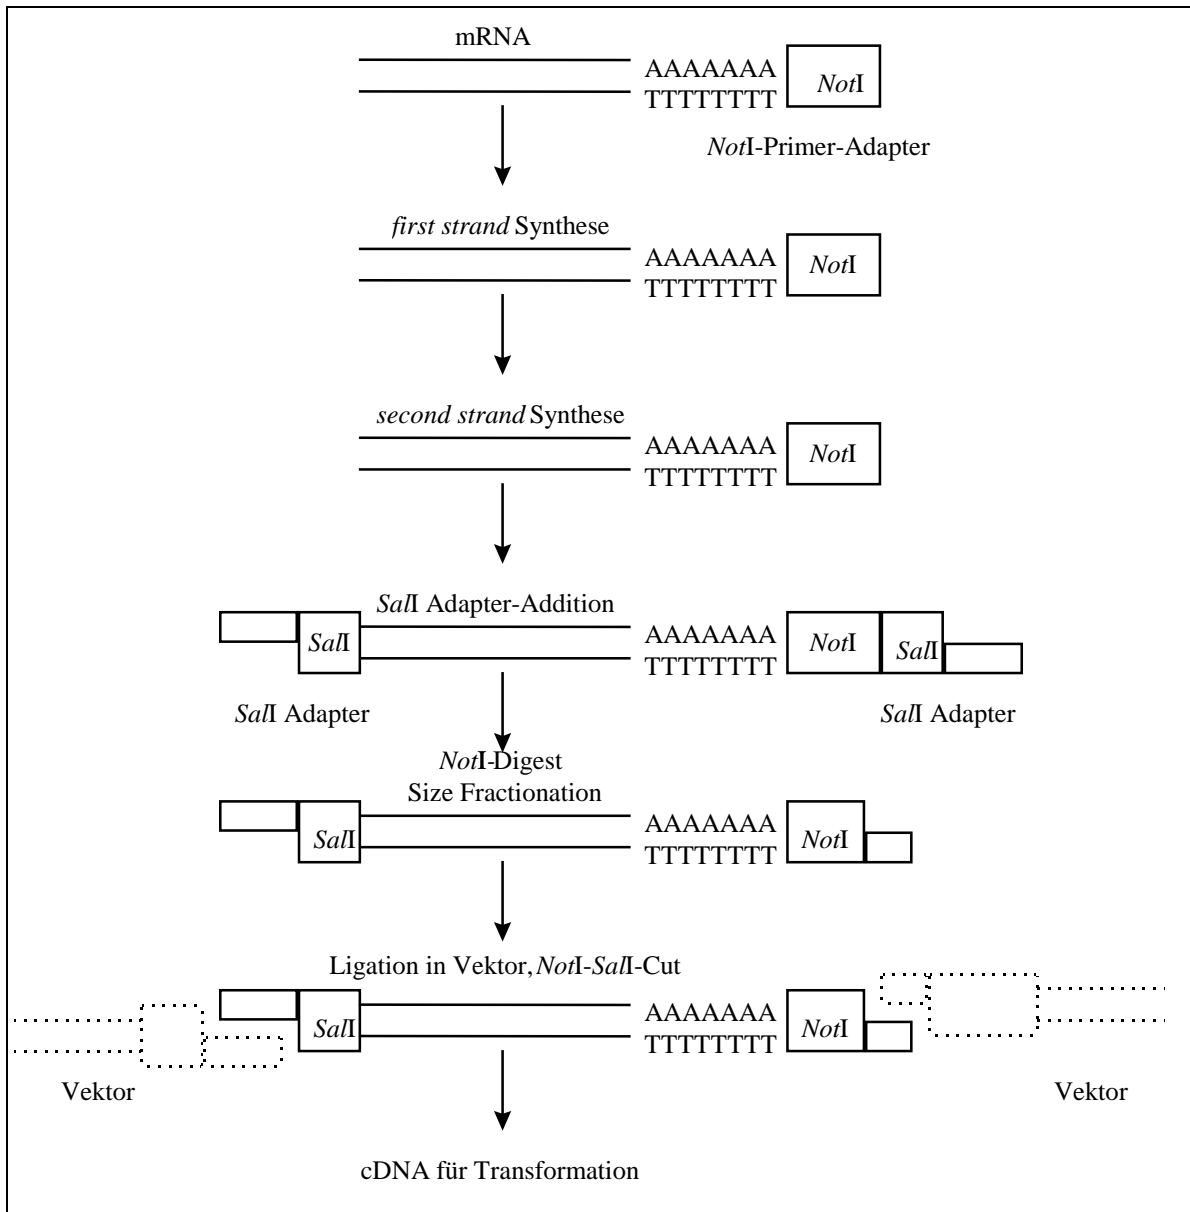 mRNA
AAAAAAA
TTTTTTTT
NotI
NotI-Primer-Adapter
first strand Synthese
AAAAAAA
TTTTTTTT
NotI
second strand Synthese
AAAAAAA
TTTTTTTT
NotI
SalI Adapter-Addition
SalI
AAAAAAA
TTTTTTTT
NotI
SalI
SalI Adapter
SalI Adapter
NotI-Digest
Size Fractionation
SalI
AAAAAAA
TTTTTTTT
NotI
Ligation in Vektor, NotI-SalI-Cut
SalI
AAAAAAA
TTTTTTTT
NotI
Vektor
Vektor
cDNA für Transformation